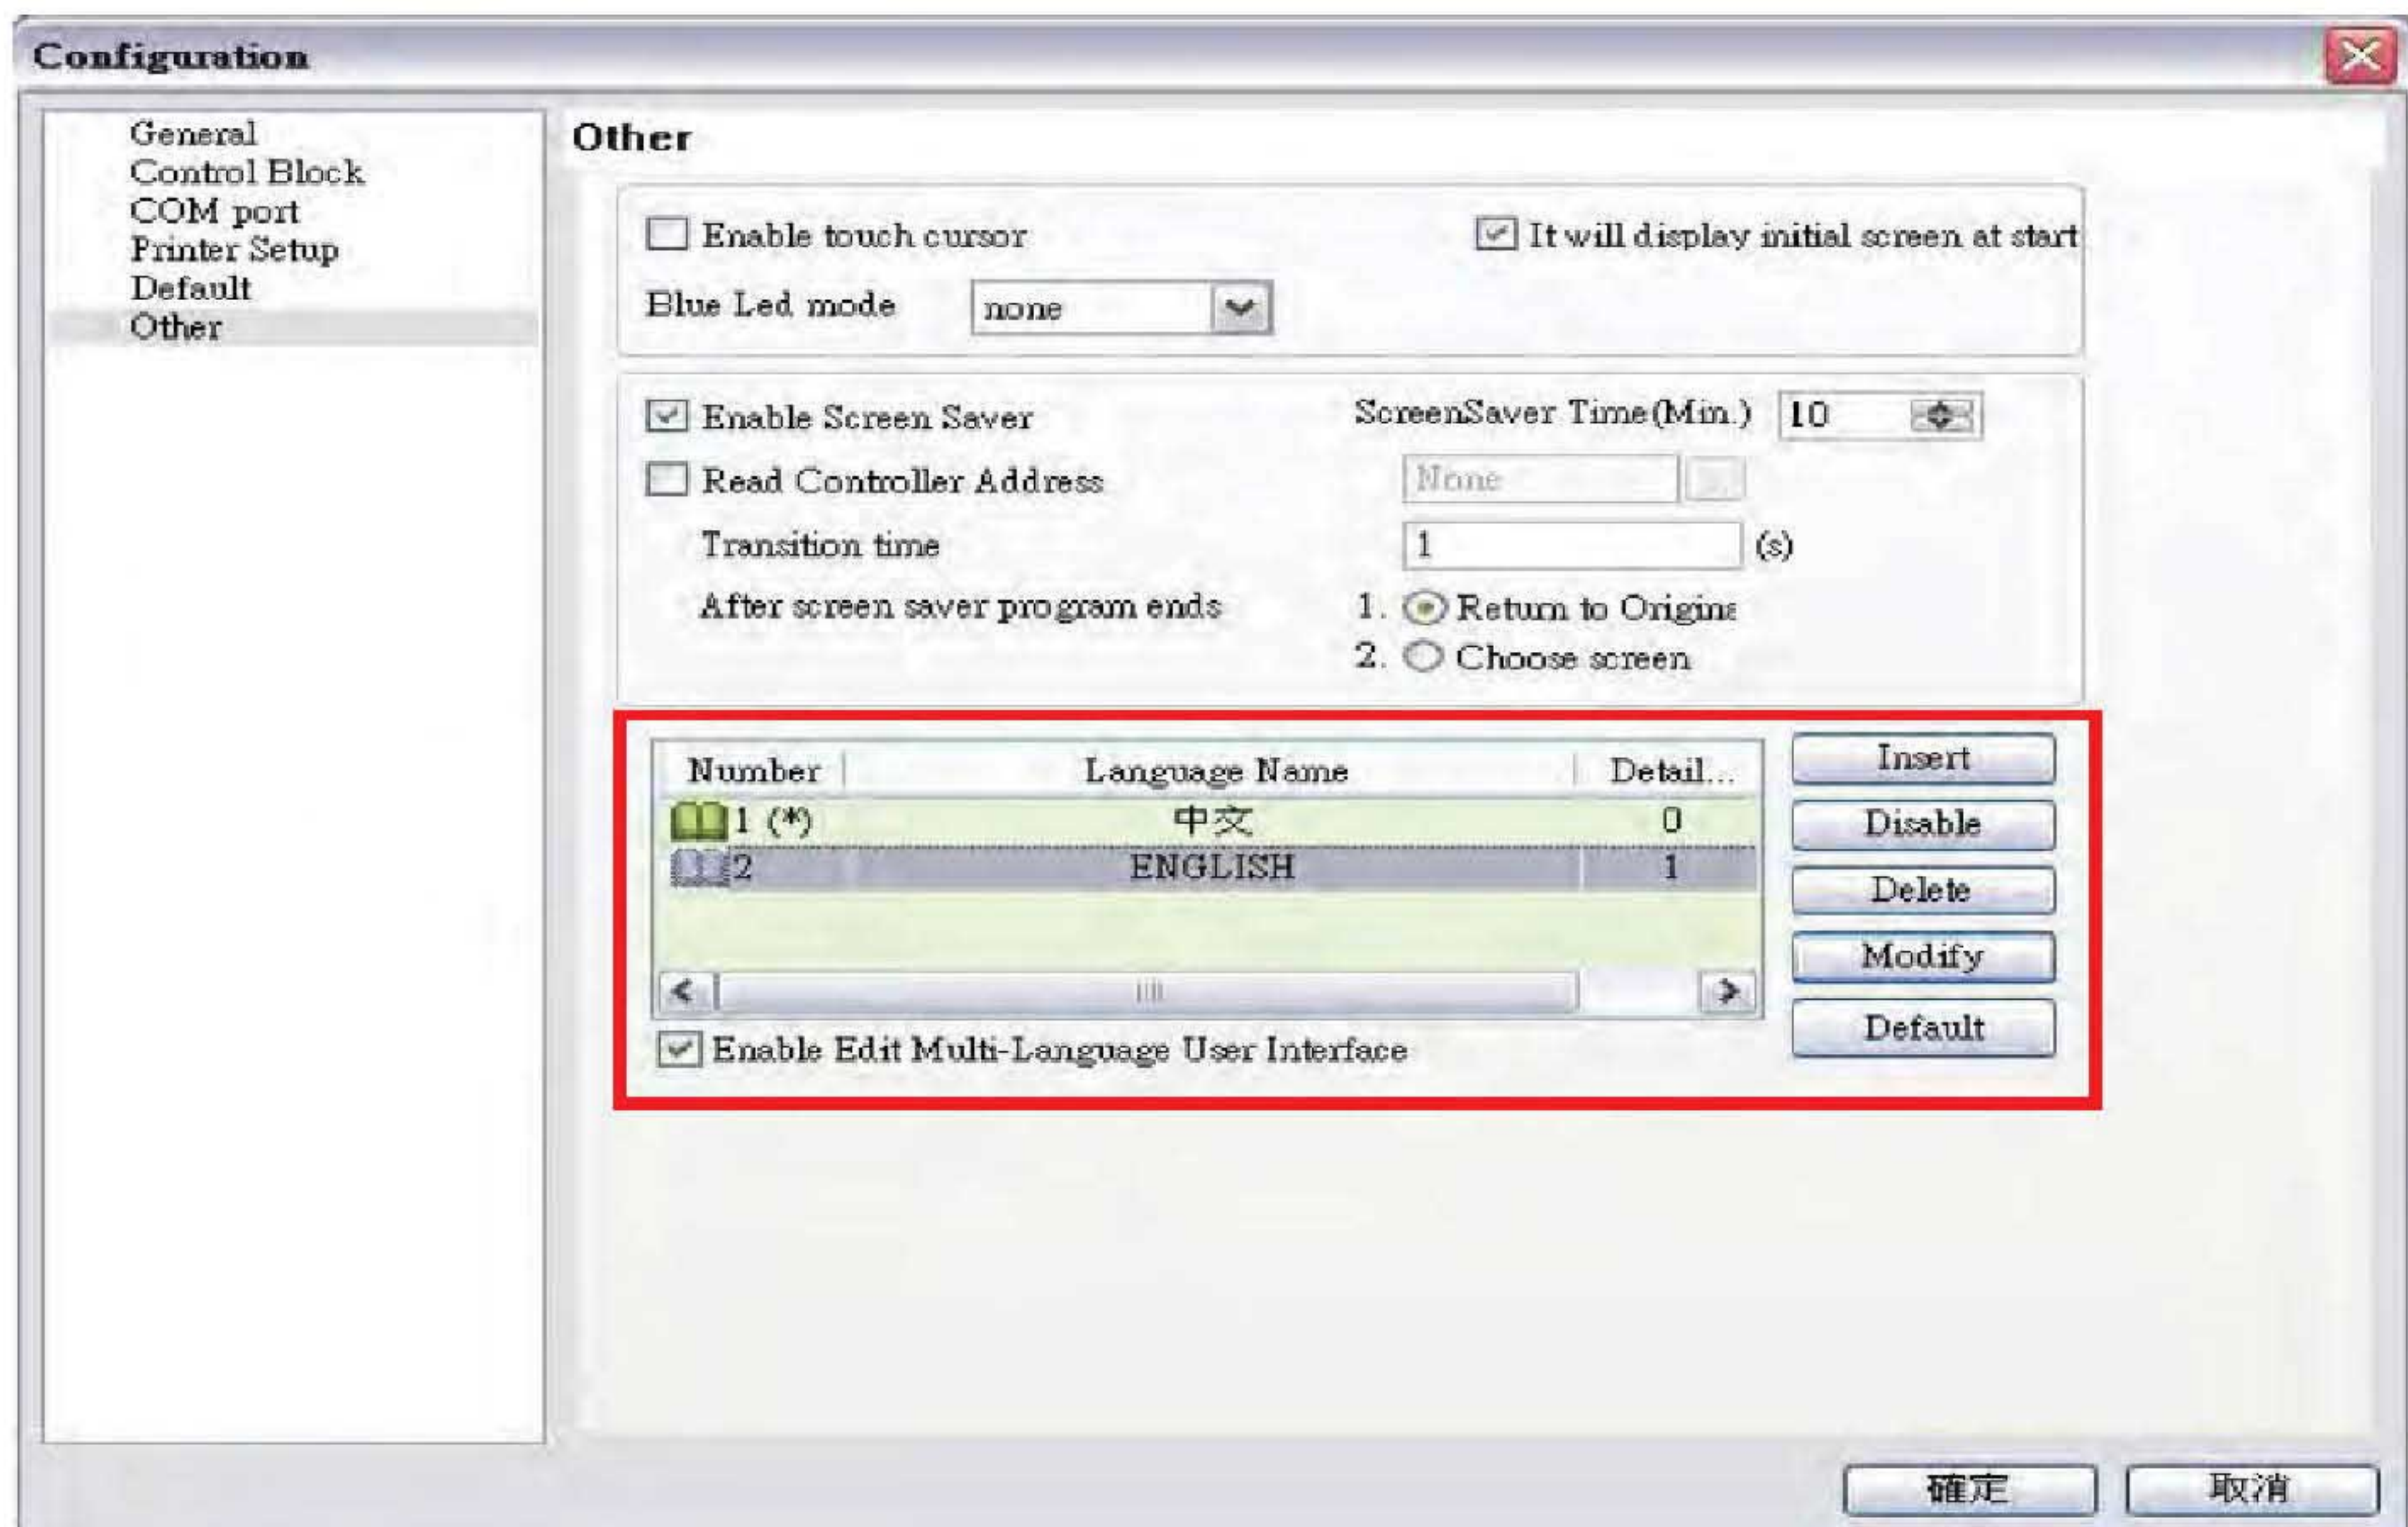 Configuration
General
Control Block
COM port
Printer Setup
Default
Other
Other
Enable touch cursor
It will display initial screen at start
Blue Led mode none
Enable Screen Saver
ScreenSaver Time(Min.) 10
Read Controller Address None
Transition time 1 (s)
After screen saver program ends 1. Return to Origina
2. Choose screen
Number Language Name Detail...
1 (*) 中文 0
2 ENGLISH 1
Insert
Disable
Delete
Modify
Default
Enable Edit Multi-Language User Interface
確定 取消